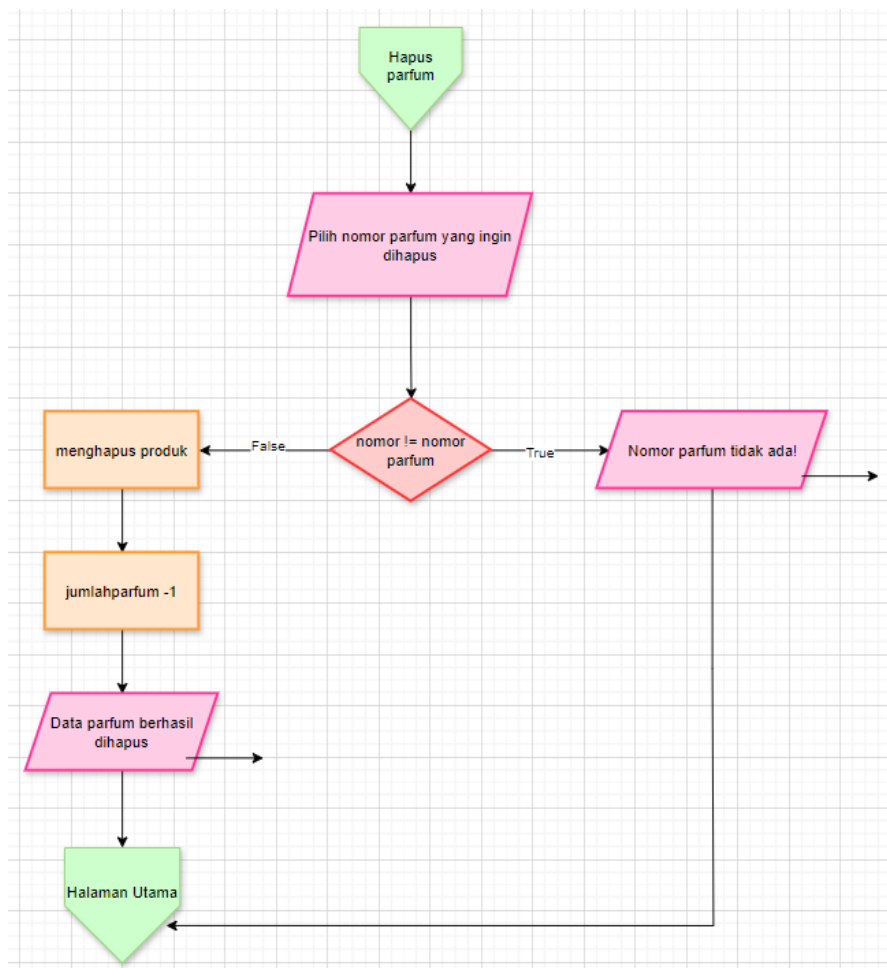 Hapus
parfum
Pilih nomor parfum yang ingin
dihapus
menghapus produk
False
nomor != nomor
parfum
True
Nomor parfum tidak ada!
jumlahparfum -1
Data parfum berhasil
dihapus
Halaman Utama